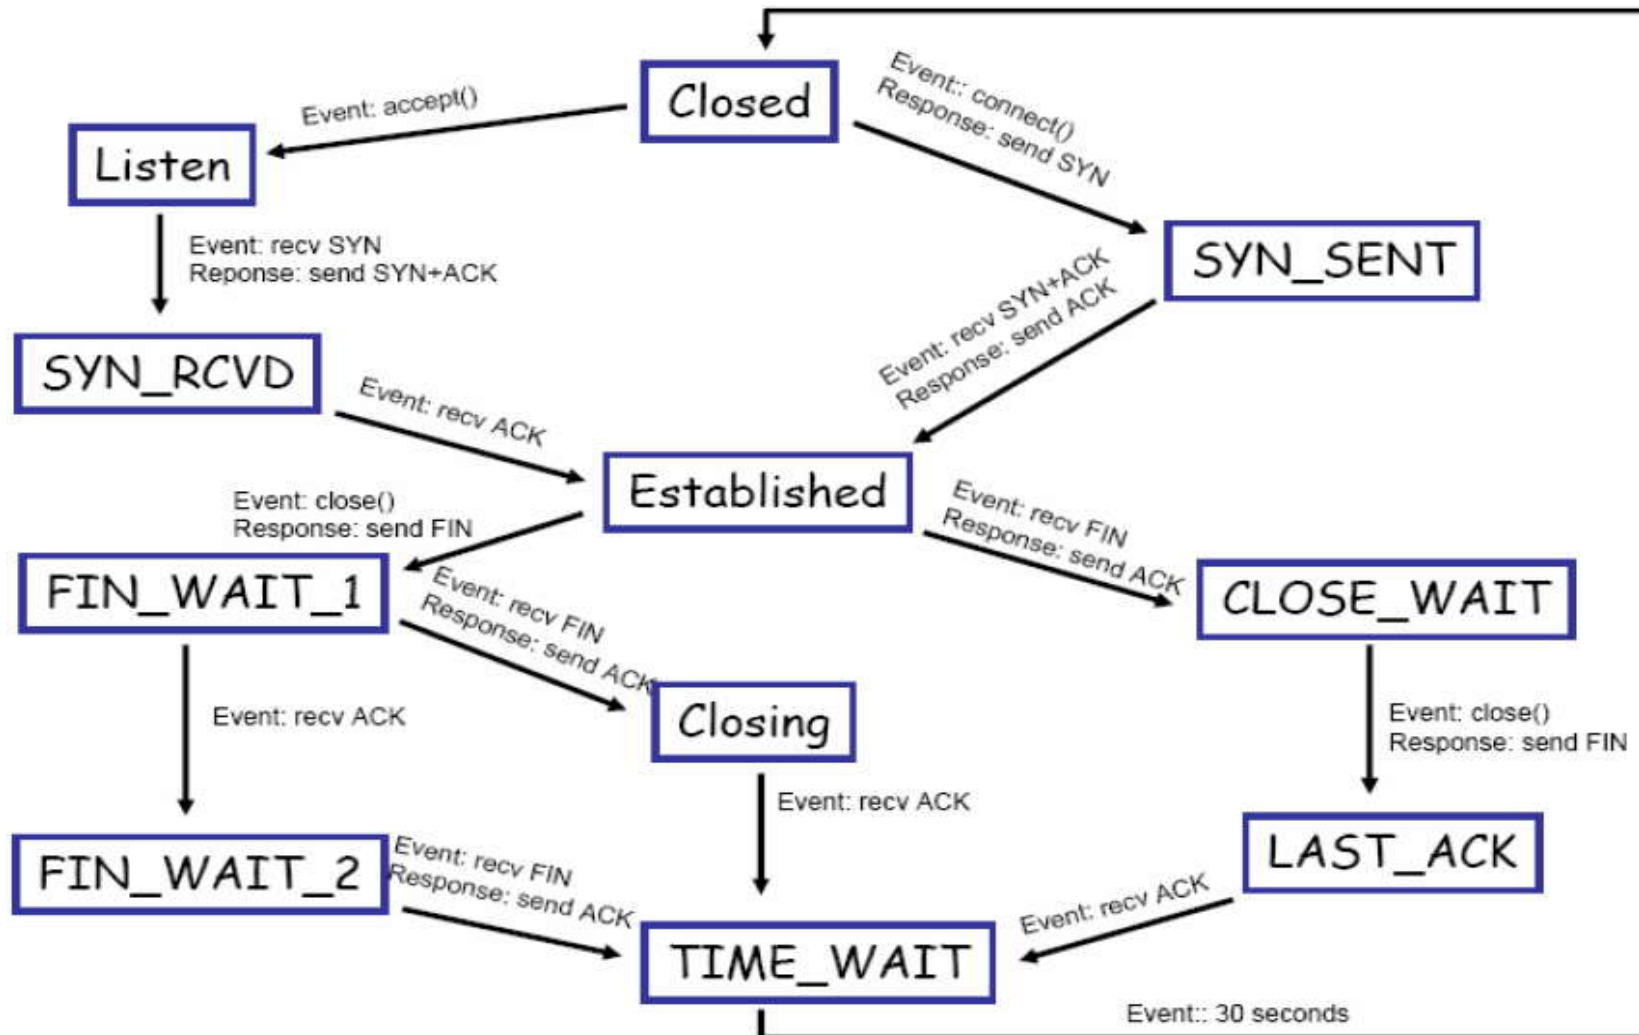 Closed
Event: accept()
Event:: connect()
Response: send SYN
Listen
Event: recv SYN
Reponse: send SYN+ACK
SYN_SENT
Event: recv SYN+ACK
Response: send ACK
SYN_RCVD
Event: recv ACK
Established
Event: close()
Response: send FIN
Event: recv FIN
Response: send ACK
FIN_WAIT_1
Event: recv FIN
Response: send ACK
CLOSE_WAIT
Event: recv ACK
Closing
Event: close()
Response: send FIN
Event: recv ACK
FIN_WAIT_2
Event: recv FIN
Response: send ACK
LAST_ACK
Event: recv ACK
TIME_WAIT
Event:: 30 seconds